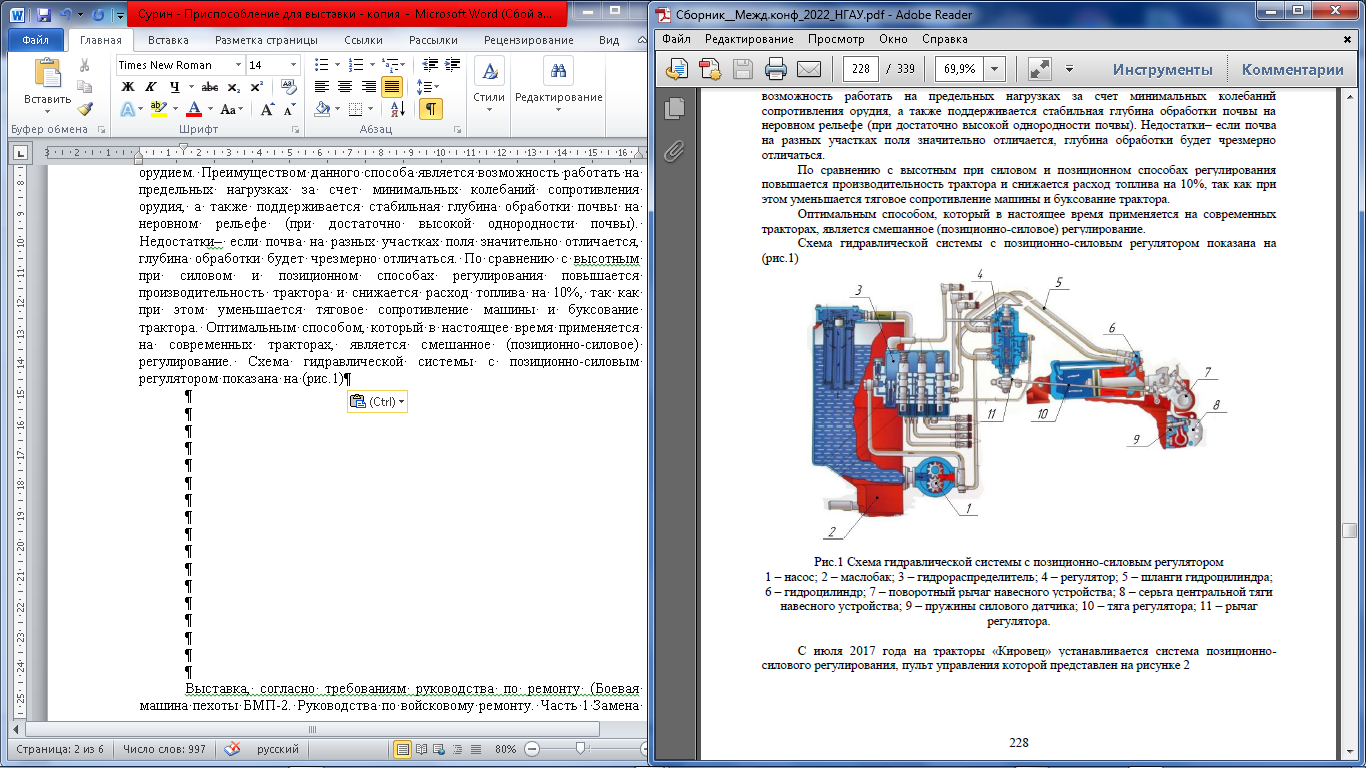 Сурин - Приспособление для выставки - копия - Microsoft Word (Сбой а...
Файл Главная Вставка Разметка страницы Ссылки Рассылки Рецензирование Вид
Вставить
Буфер обмена
Times New Roman 14
Ж К Ч abc x₂ x²
Aa
Шрифт
Абзац
Стили
Редактирование
орудием. Преимуществом данного способа является возможность работать на
предельных нагрузках за счет минимальных колебаний сопротивления
орудия, а также поддерживается стабильная глубина обработки почвы на
неровном рельефе (при достаточно высокой однородности почвы).
Недостатки– если почва на разных участках поля значительно отличается,
глубина обработки будет чрезмерно отличаться. По сравнению с высотным
при силовом и позиционном способах регулирования повышается
производительность трактора и снижается расход топлива на 10%, так как
при этом уменьшается тяговое сопротивление машины и буксование
трактора. Оптимальным способом, который в настоящее время применяется
на современных тракторах, является смешанное (позиционно-силовое)
регулирование. Схема гидравлической системы с позиционно-силовым
регулятором показана на (рис.1)¶
(Ctrl)
Выставка, согласно требованиям руководства по ремонту (Боевая
машина пехоты БМП-2. Руководства по войсковому ремонту. Часть 1 Замена
Страница: 2 из 6 Число слов: 997 русский 80%
Сборник__Межд.конф_2022_НГАУ.pdf - Adobe Reader
Файл Редактирование Просмотр Окно Справка
228 / 339 69,9% Инструменты Комментарии
возможность работать на предельных нагрузках за счет минимальных колебаний
сопротивления орудия, а также поддерживается стабильная глубина обработки почвы на
неровном рельефе (при достаточно высокой однородности почвы). Недостатки– если почва
на разных участках поля значительно отличается, глубина обработки будет чрезмерно
отличаться.
По сравнению с высотным при силовом и позиционном способах регулирования
повышается производительность трактора и снижается расход топлива на 10%, так как при
этом уменьшается тяговое сопротивление машины и буксование трактора.
Оптимальным способом, который в настоящее время применяется на современных
тракторах, является смешанное (позиционно-силовое) регулирование.
Схема гидравлической системы с позиционно-силовым регулятором показана на
(рис.1)
3
4
5
6
7
8
9
10
11
1
2
Рис.1 Схема гидравлической системы с позиционно-силовым регулятором
1 – насос; 2 – маслобак; 3 – гидрораспределитель; 4 – регулятор; 5 – шланги гидроцилиндра;
6 – гидроцилиндр; 7 – поворотный рычаг навесного устройства; 8 – серьга центральной тяги
навесного устройства; 9 – пружины силового датчика; 10 – тяга регулятора; 11 – рычаг
регулятора.
С июля 2017 года на тракторы «Кировец» устанавливается система позиционно-
силового регулирования, пульт управления которой представлен на рисунке 2
228